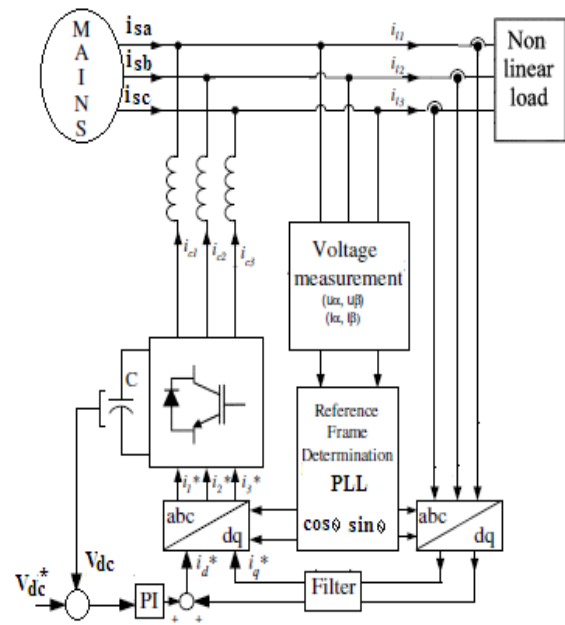 MAINS
isa
isb
isc
il1
il2
il3
Non
linear
load
ic1
ic2
ic3
Voltage
measurement
(uα, uβ)
(Iα, Iβ)
C
Reference
Frame
Determination
PLL
cosθ sinθ
i1*
i2*
i3*
abc
dq
abc
dq
id*
iq*
Filter
Vdc
Vdc*
PI
+
+